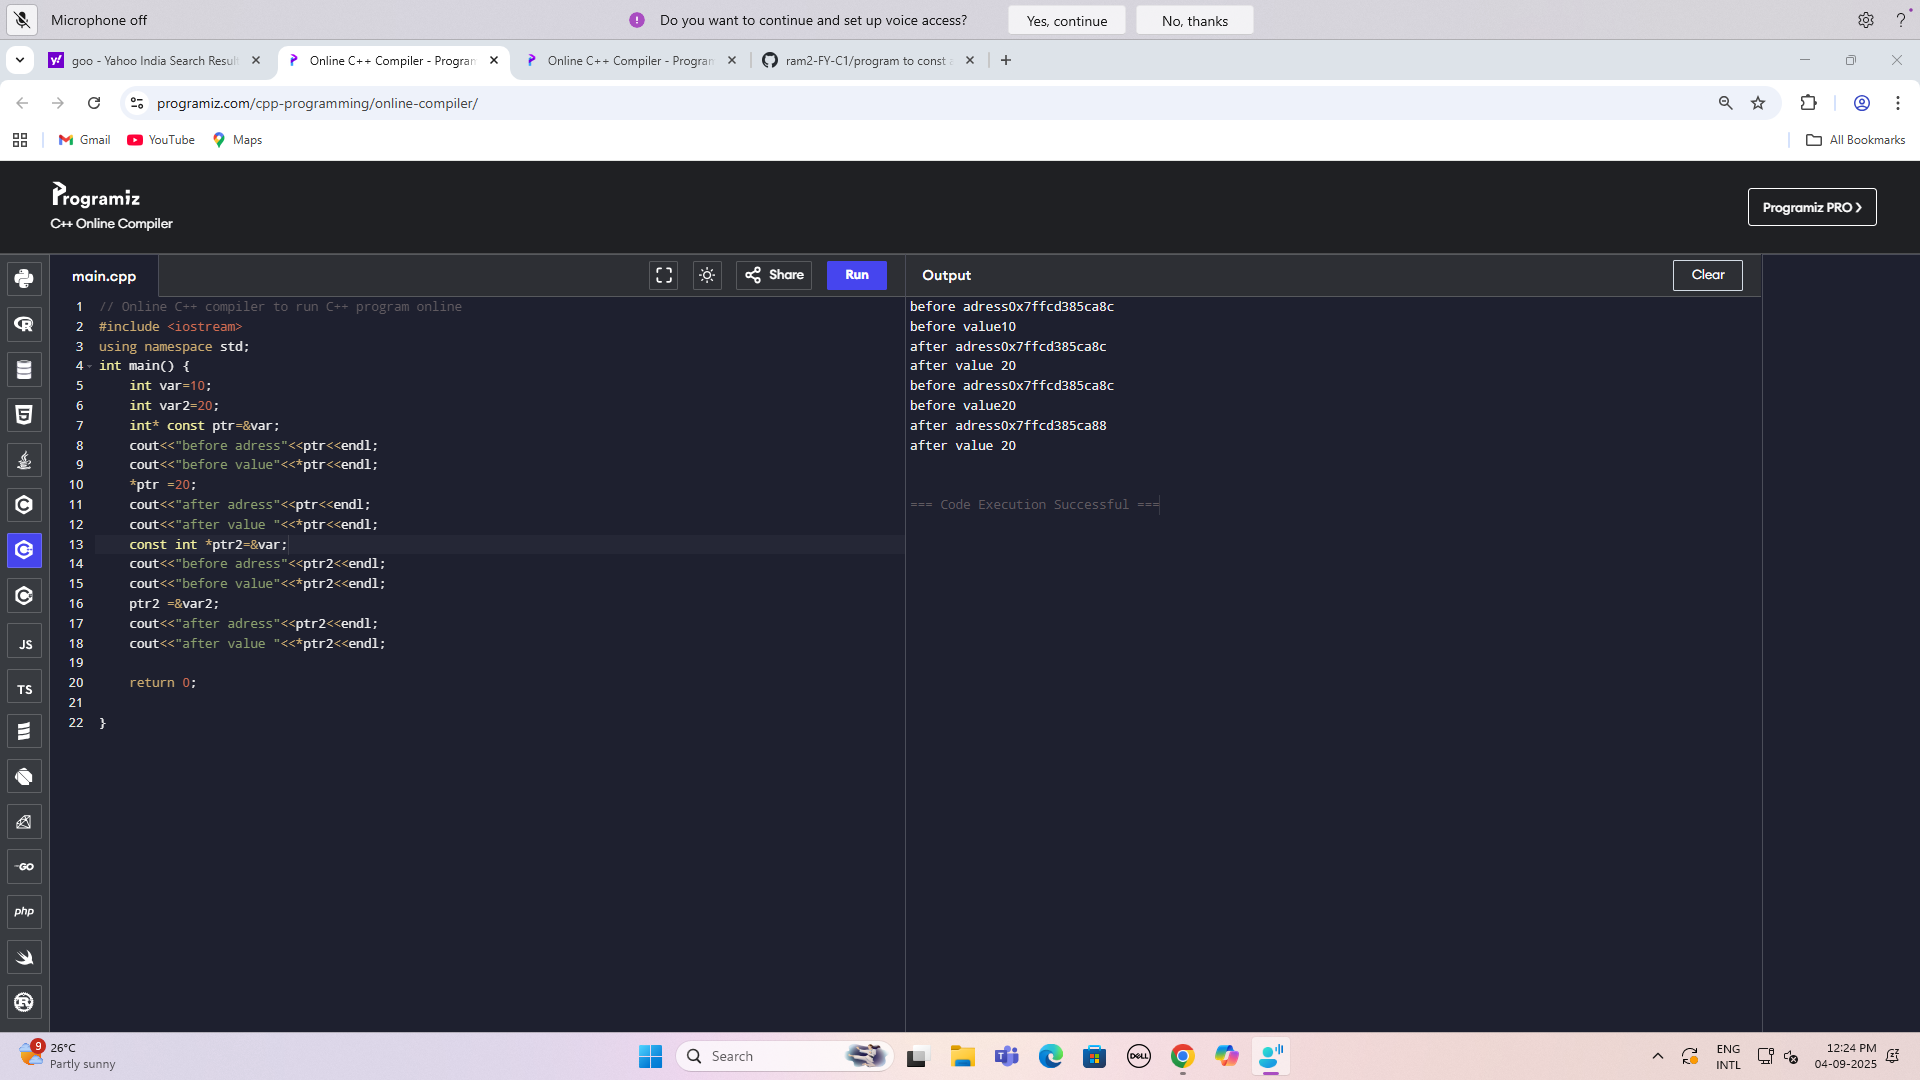 Microphone off
Do you want to continue and set up voice access?
Yes, continue
No, thanks
goo - Yahoo India Search Result
Online C++ Compiler - Program
Online C++ Compiler - Program
ram2-FY-C1/program to const a
programiz.com/cpp-programming/online-compiler/
Gmail
YouTube
Maps
All Bookmarks
Programiz
C++ Online Compiler
Programiz PRO
main.cpp
Share
Run
Output
Clear
1 // Online C++ compiler to run C++ program online
2 #include <iostream>
3 using namespace std;
4 int main() {
5     int var=10;
6     int var2=20;
7     int* const ptr=&var;
8     cout<<"before adress"<<ptr<<endl;
9     cout<<"before value"<<*ptr<<endl;
10     *ptr =20;
11     cout<<"after adress"<<ptr<<endl;
12     cout<<"after value "<<*ptr<<endl;
13     const int *ptr2=&var;
14     cout<<"before adress"<<ptr2<<endl;
15     cout<<"before value"<<*ptr2<<endl;
16     ptr2 =&var2;
17     cout<<"after adress"<<ptr2<<endl;
18     cout<<"after value "<<*ptr2<<endl;
19
20     return 0;
21
22 }
before adress0x7ffcd385ca8c
before value10
after adress0x7ffcd385ca8c
after value 20
before adress0x7ffcd385ca8c
before value20
after adress0x7ffcd385ca88
after value 20
=== Code Execution Successful ===
JS
TS
GO
php
9
26°C
Partly sunny
Search
DELL
ENG
INTL
12:24 PM
04-09-2025